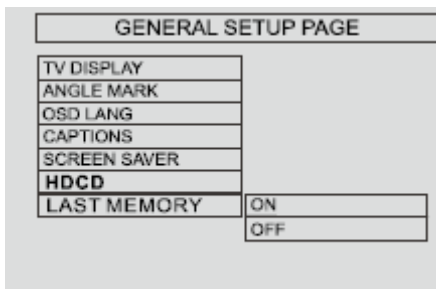 GENERAL SETUP PAGE
TV DISPLAY
ANGLE MARK
OSD LANG
CAPTIONS
SCREEN SAVER
HDCD
LAST MEMORY
ON
OFF